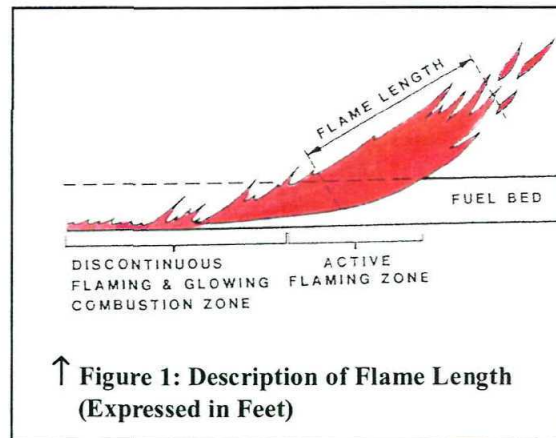 FLAME LENGTH
FUEL BED
DISCONTINUOUS
FLAMING & GLOWING
COMBUSTION ZONE
ACTIVE
FLAMING ZONE
↑ Figure 1: Description of Flame Length
(Expressed in Feet)